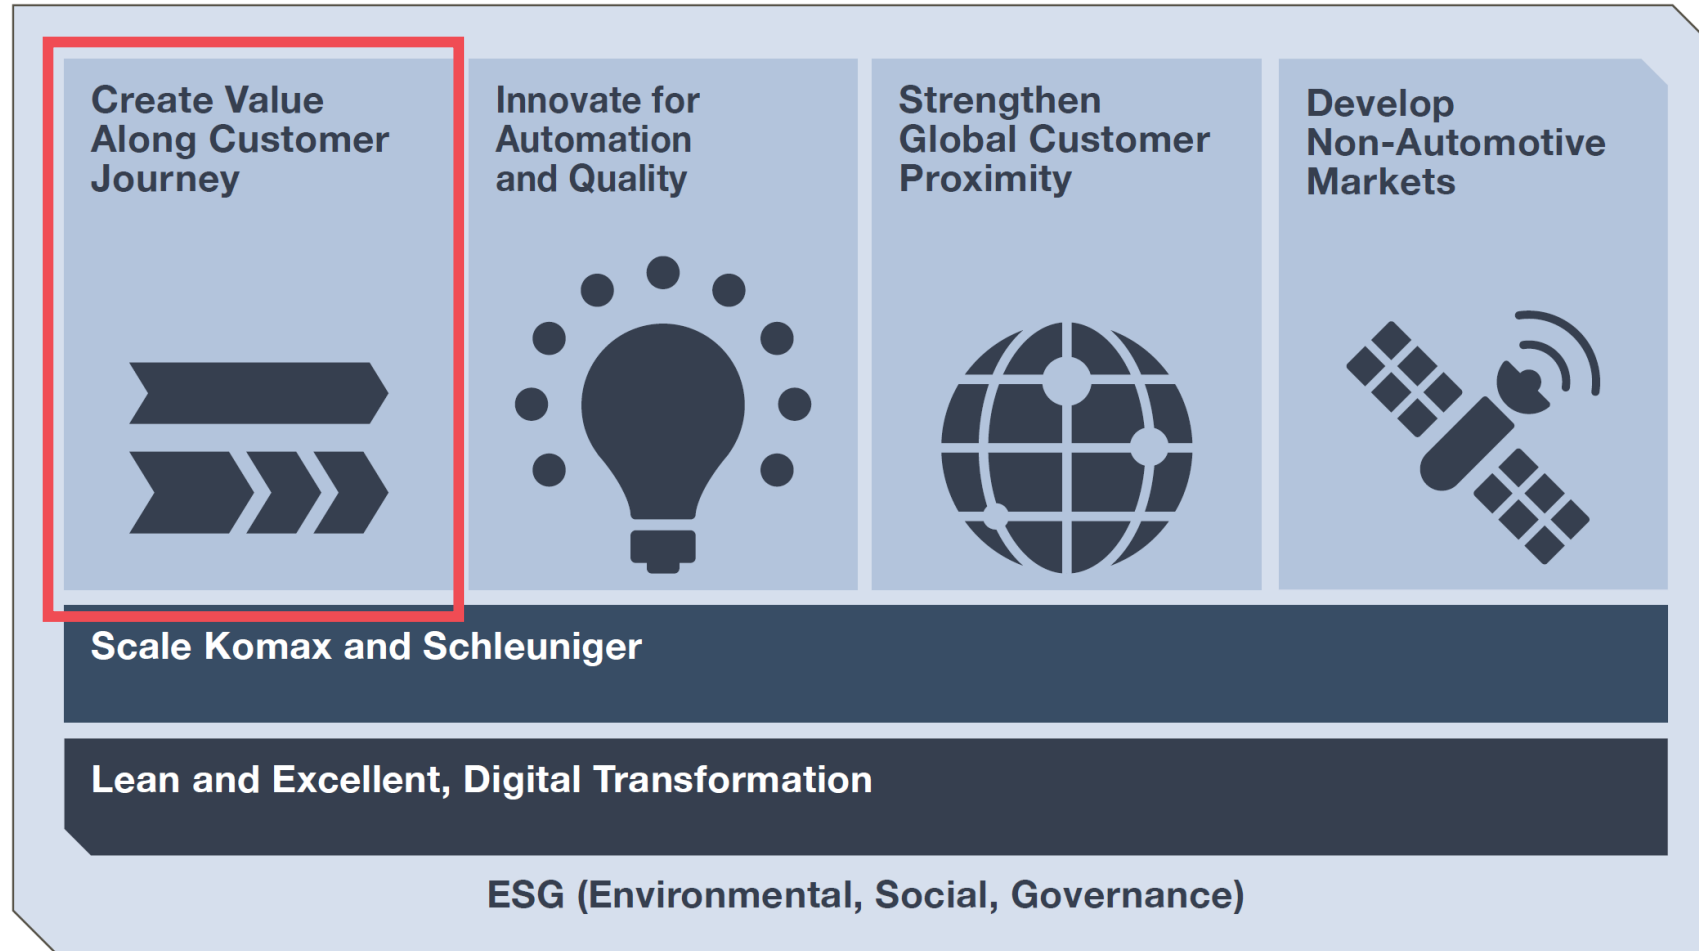 Create Value
Along Customer
Journey
Innovate for
Automation
and Quality
Strengthen
Global Customer
Proximity
Develop
Non-Automotive
Markets
Scale Komax and Schleuniger
Lean and Excellent, Digital Transformation
ESG (Environmental, Social, Governance)